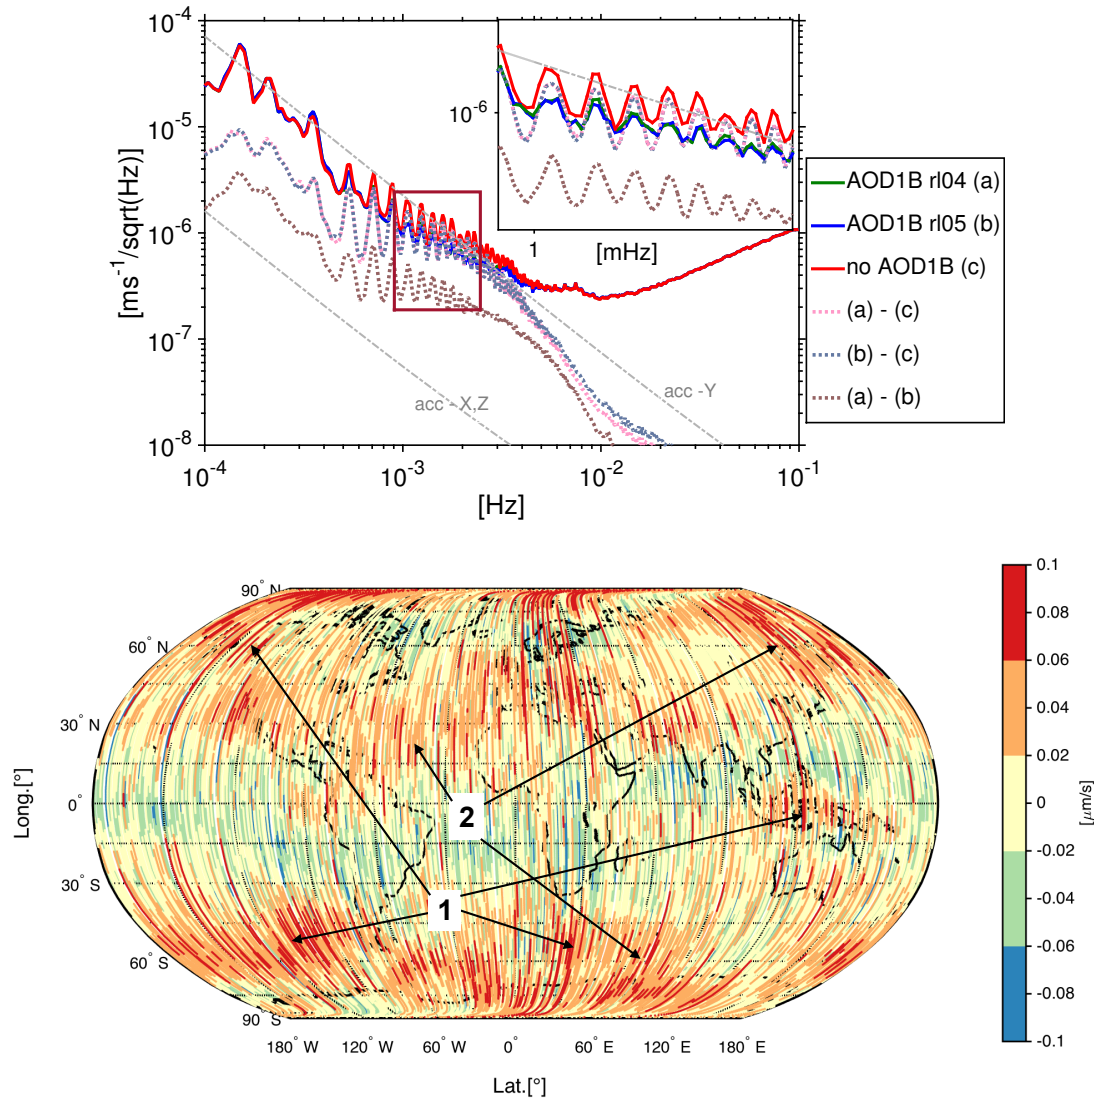 10^-4
10^-5
10^-6
10^-7
10^-8
[ms^-1/sqrt(Hz)]
10^-6
1
[mHz]
acc - X,Z
acc -Y
10^-4
10^-3
10^-2
10^-1
[Hz]
AOD1B rl04 (a)
AOD1B rl05 (b)
no AOD1B (c)
(a) - (c)
(b) - (c)
(a) - (b)
90° N
60° N
30° N
0°
30° S
60° S
90° S
Long.[°]
2
1
180° W
120° W
60° W
0°
60° E
120° E
180° E
Lat.[°]
0.1
0.08
0.06
0.04
0.02
0
-0.02
-0.04
-0.06
-0.08
-0.1
[μm/s]